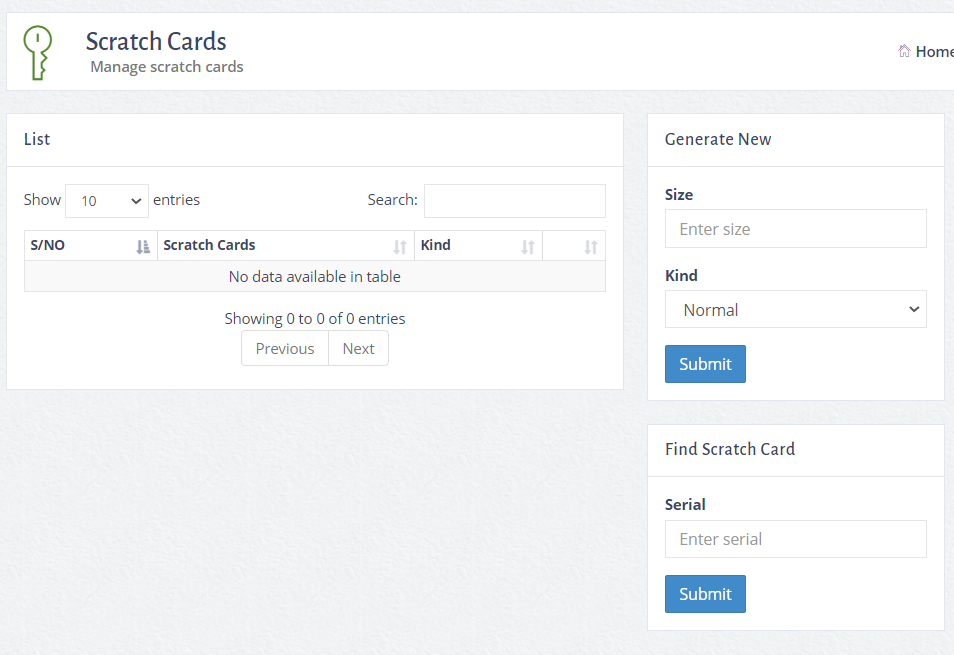 Scratch Cards
Manage scratch cards
Home
List
Show 10 entries
Search:
S/NO Scratch Cards Kind
No data available in table
Showing 0 to 0 of 0 entries
Previous Next
Generate New
Size
Enter size
Kind
Normal
Submit
Find Scratch Card
Serial
Enter serial
Submit